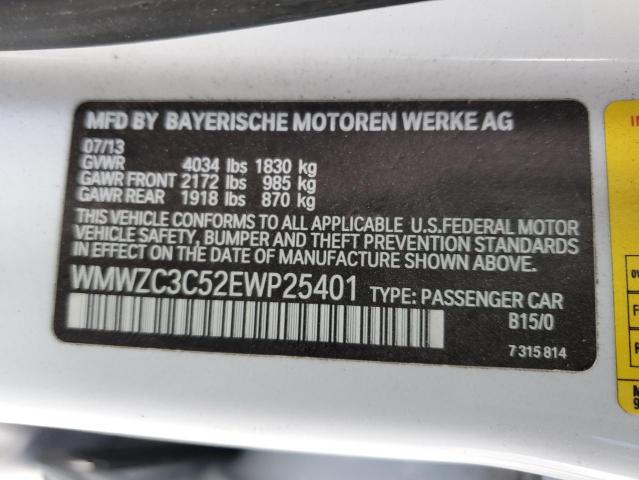 MFD BY BAYERISCHE MOTOREN WERKE AG
07/13
GVWR 4034 lbs 1830 kg
GAWR FRONT 2172 lbs 985 kg
GAWR REAR 1918 lbs 870 kg
THIS VEHICLE CONFORMS TO ALL APPLICABLE U.S.FEDERAL MOTOR
VEHICLE SAFETY, BUMPER AND THEFT PREVENTION STANDARDS
IN EFFECT ON THE DATE OF MANUFACTURE SHOWN ABOVE.
WMWZC3C52EWP25401 TYPE: PASSENGER CAR
B15/0
7 315 814